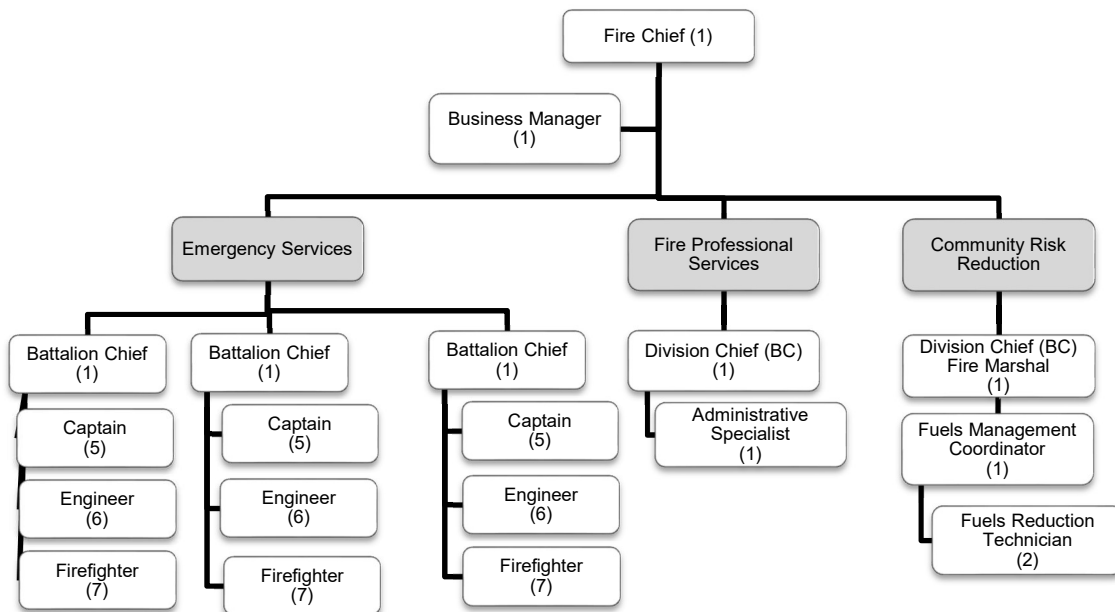 Fire Chief (1)
Business Manager
(1)
Emergency Services
Fire Professional
Services
Community Risk
Reduction
Battalion Chief
(1)
Captain
(5)
Engineer
(6)
Firefighter
(7)
Battalion Chief
(1)
Captain
(5)
Engineer
(6)
Firefighter
(7)
Battalion Chief
(1)
Captain
(5)
Engineer
(6)
Firefighter
(7)
Division Chief (BC)
(1)
Administrative
Specialist
(1)
Division Chief (BC)
Fire Marshal
(1)
Fuels Management
Coordinator
(1)
Fuels Reduction
Technician
(2)